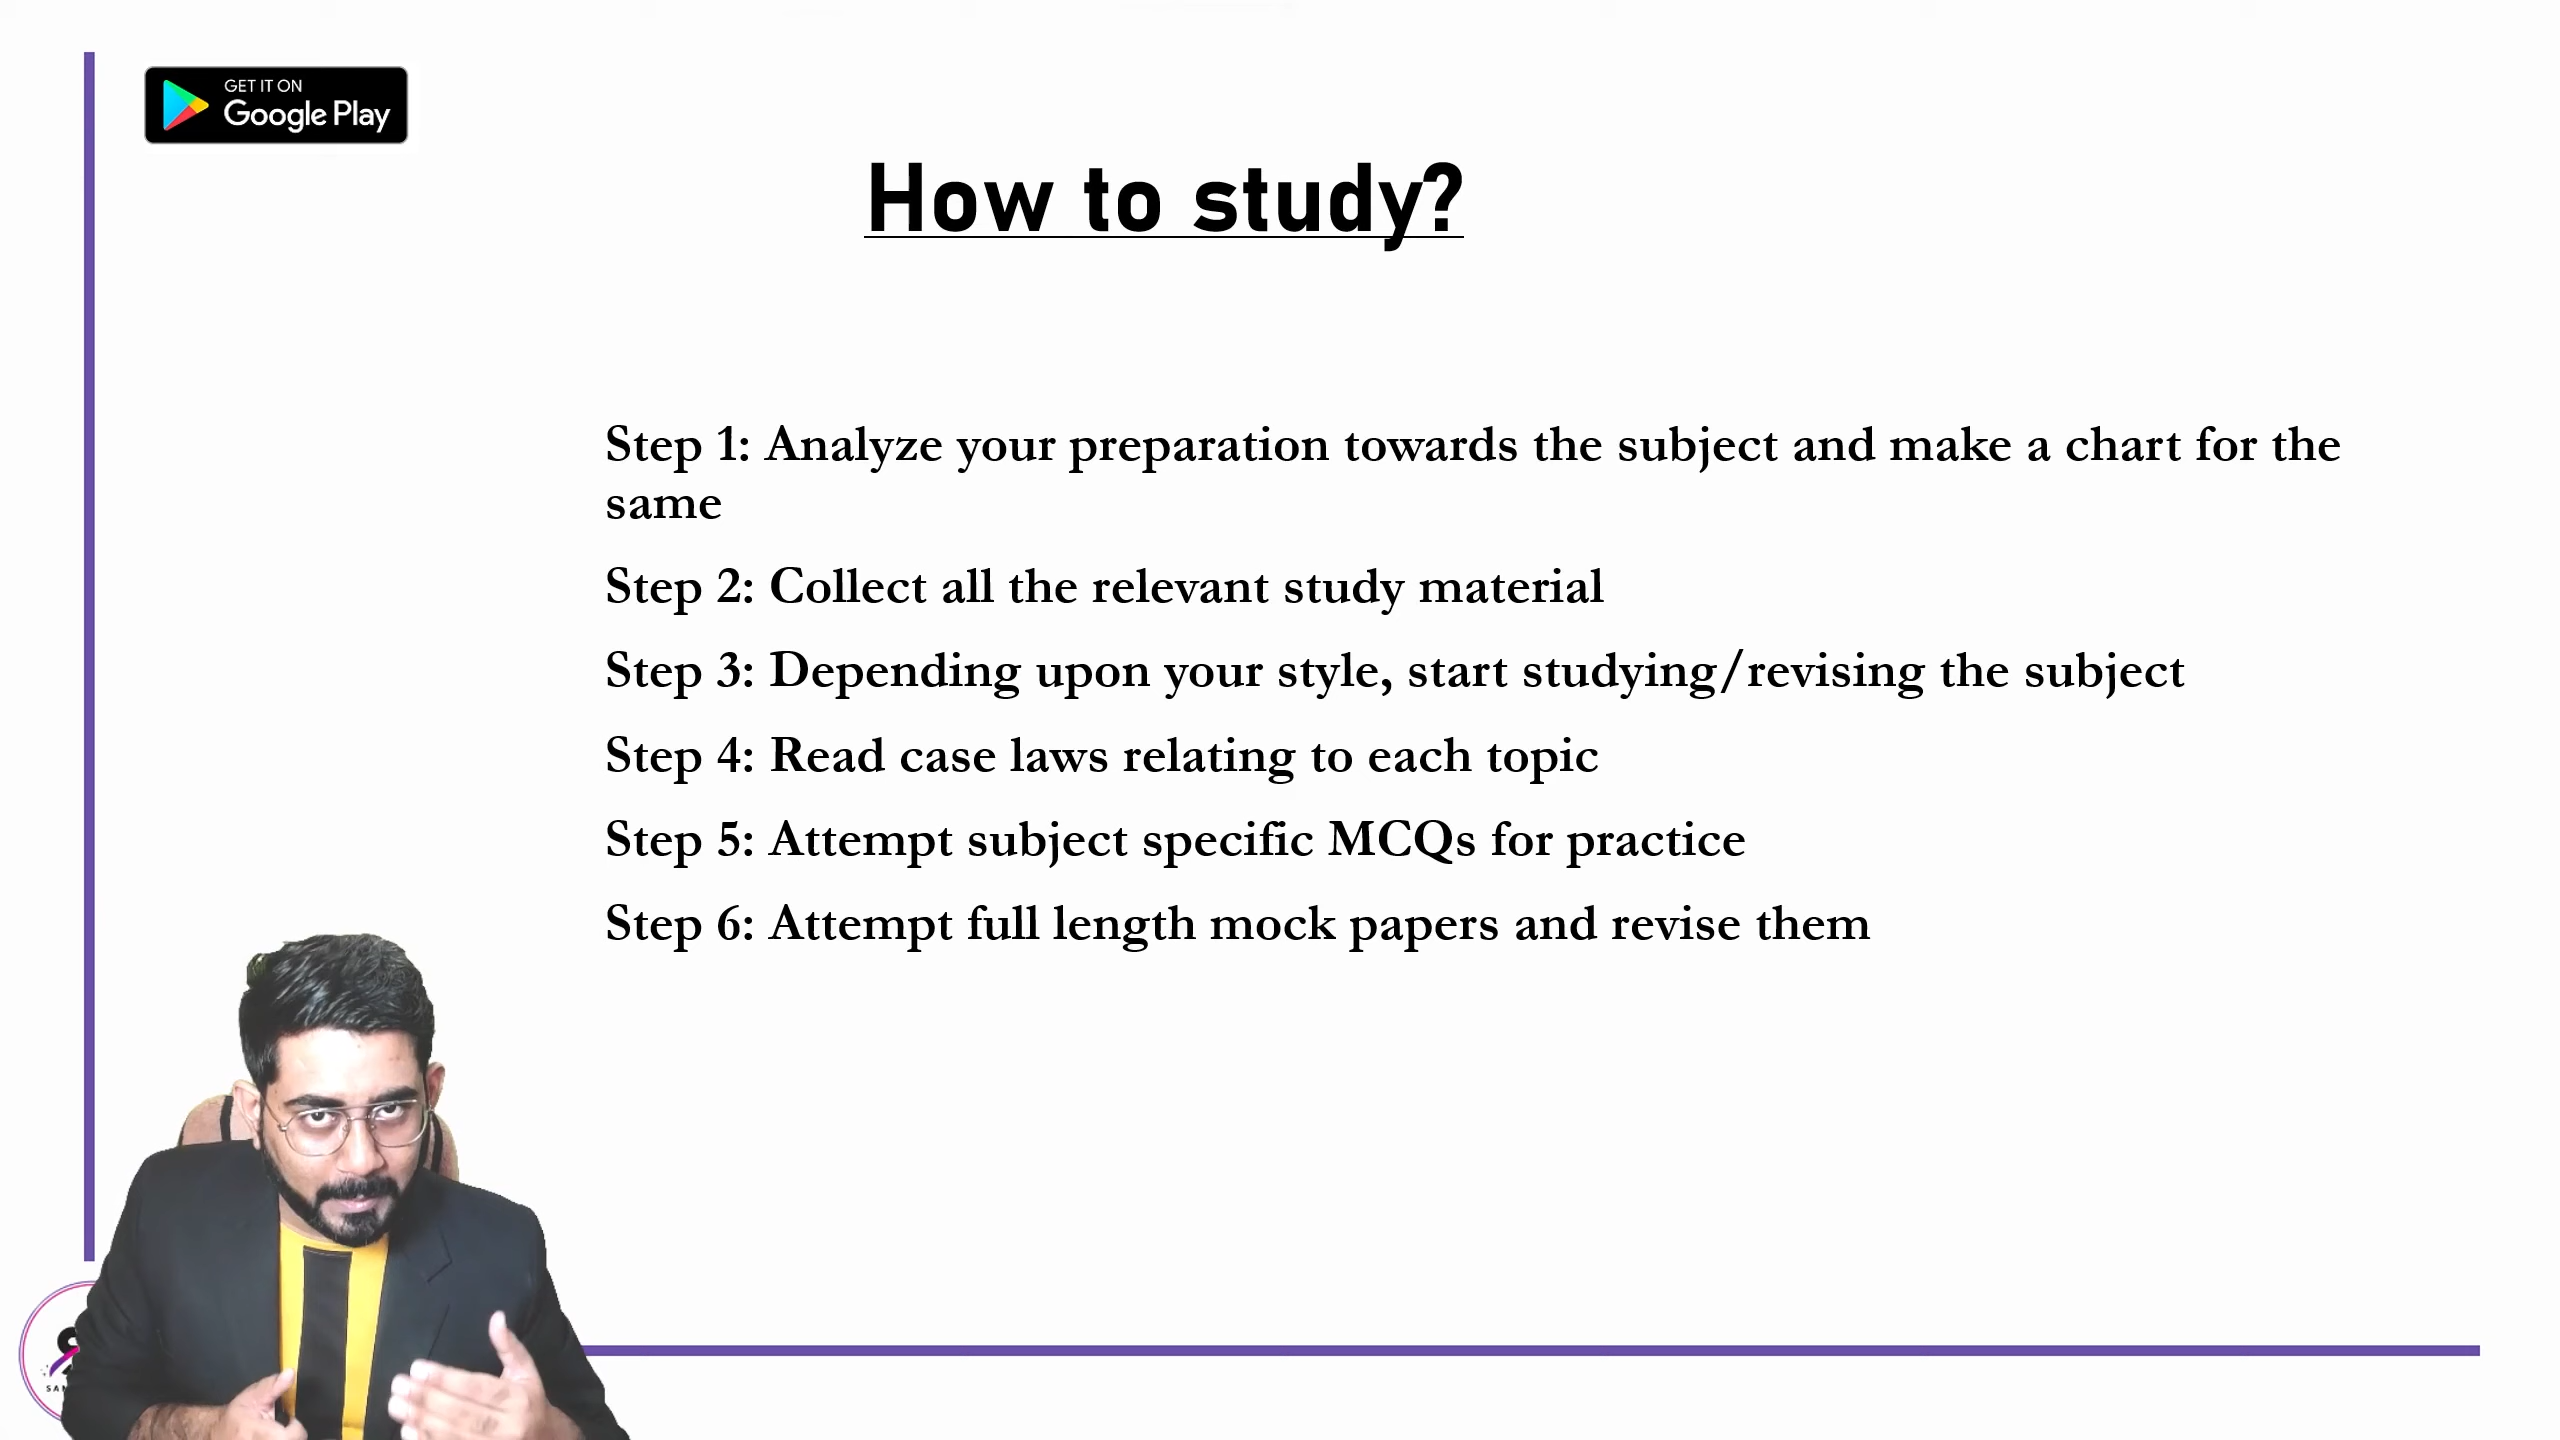 GET IT ON
Google Play
How to study?
Step 1: Analyze your preparation towards the subject and make a chart for the
same
Step 2: Collect all the relevant study material
Step 3: Depending upon your style, start studying/revising the subject
Step 4: Read case laws relating to each topic
Step 5: Attempt subject specific MCQs for practice
Step 6: Attempt full length mock papers and revise them